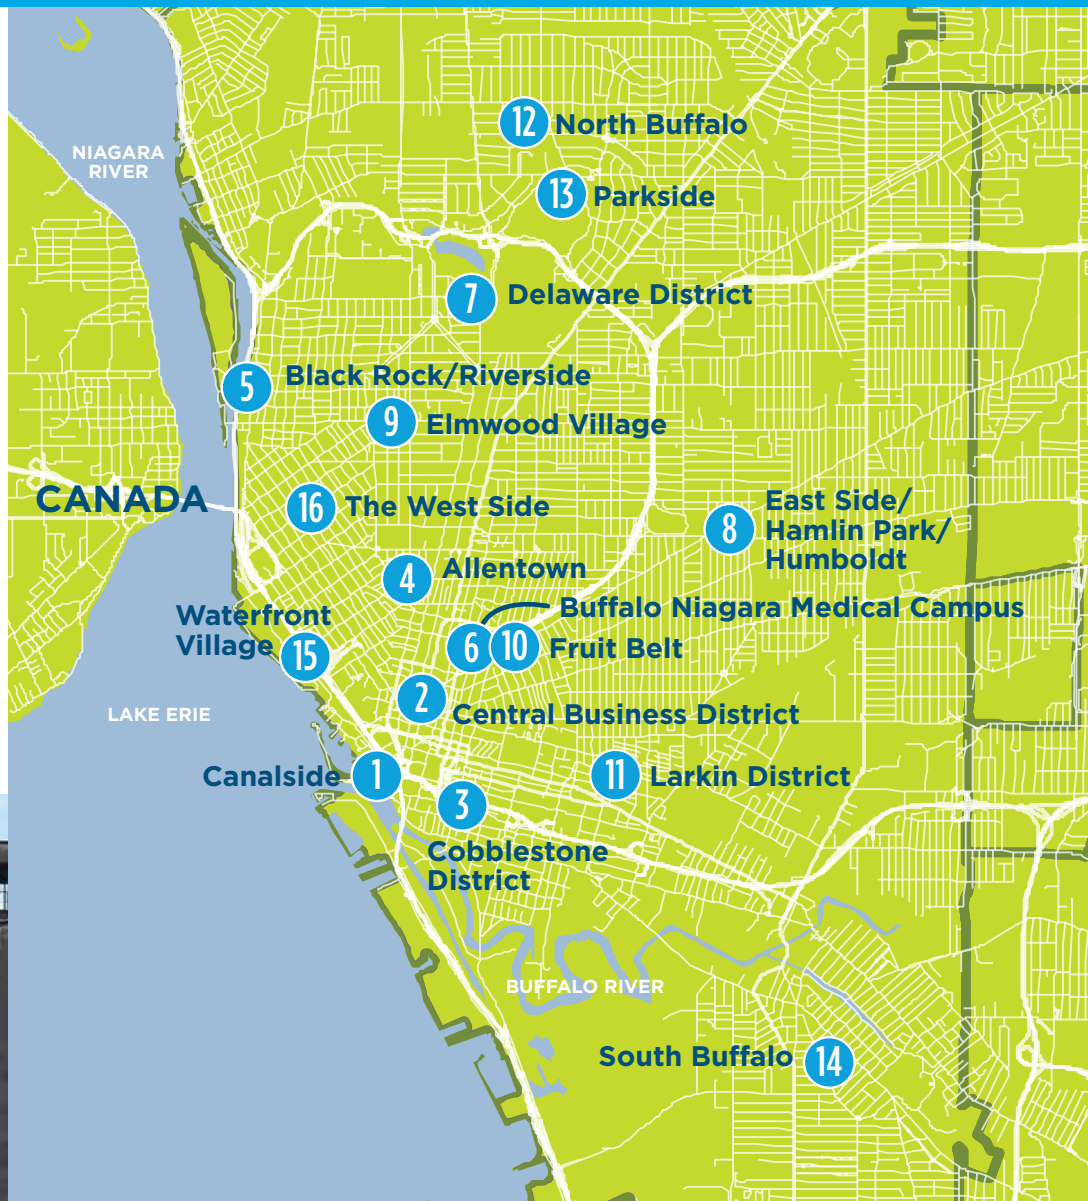 12 North Buffalo
NIAGARA
RIVER
13 Parkside
7 Delaware District
5 Black Rock/Riverside
9 Elmwood Village
CANADA
16 The West Side
8 East Side/
Hamlin Park/
Humboldt
4 Allentown
Buffalo Niagara Medical Campus
Waterfront
Village 15
6 10 Fruit Belt
2 Central Business District
LAKE ERIE
Canalside 1
11 Larkin District
3
Cobblestone
District
BUFFALO RIVER
South Buffalo 14